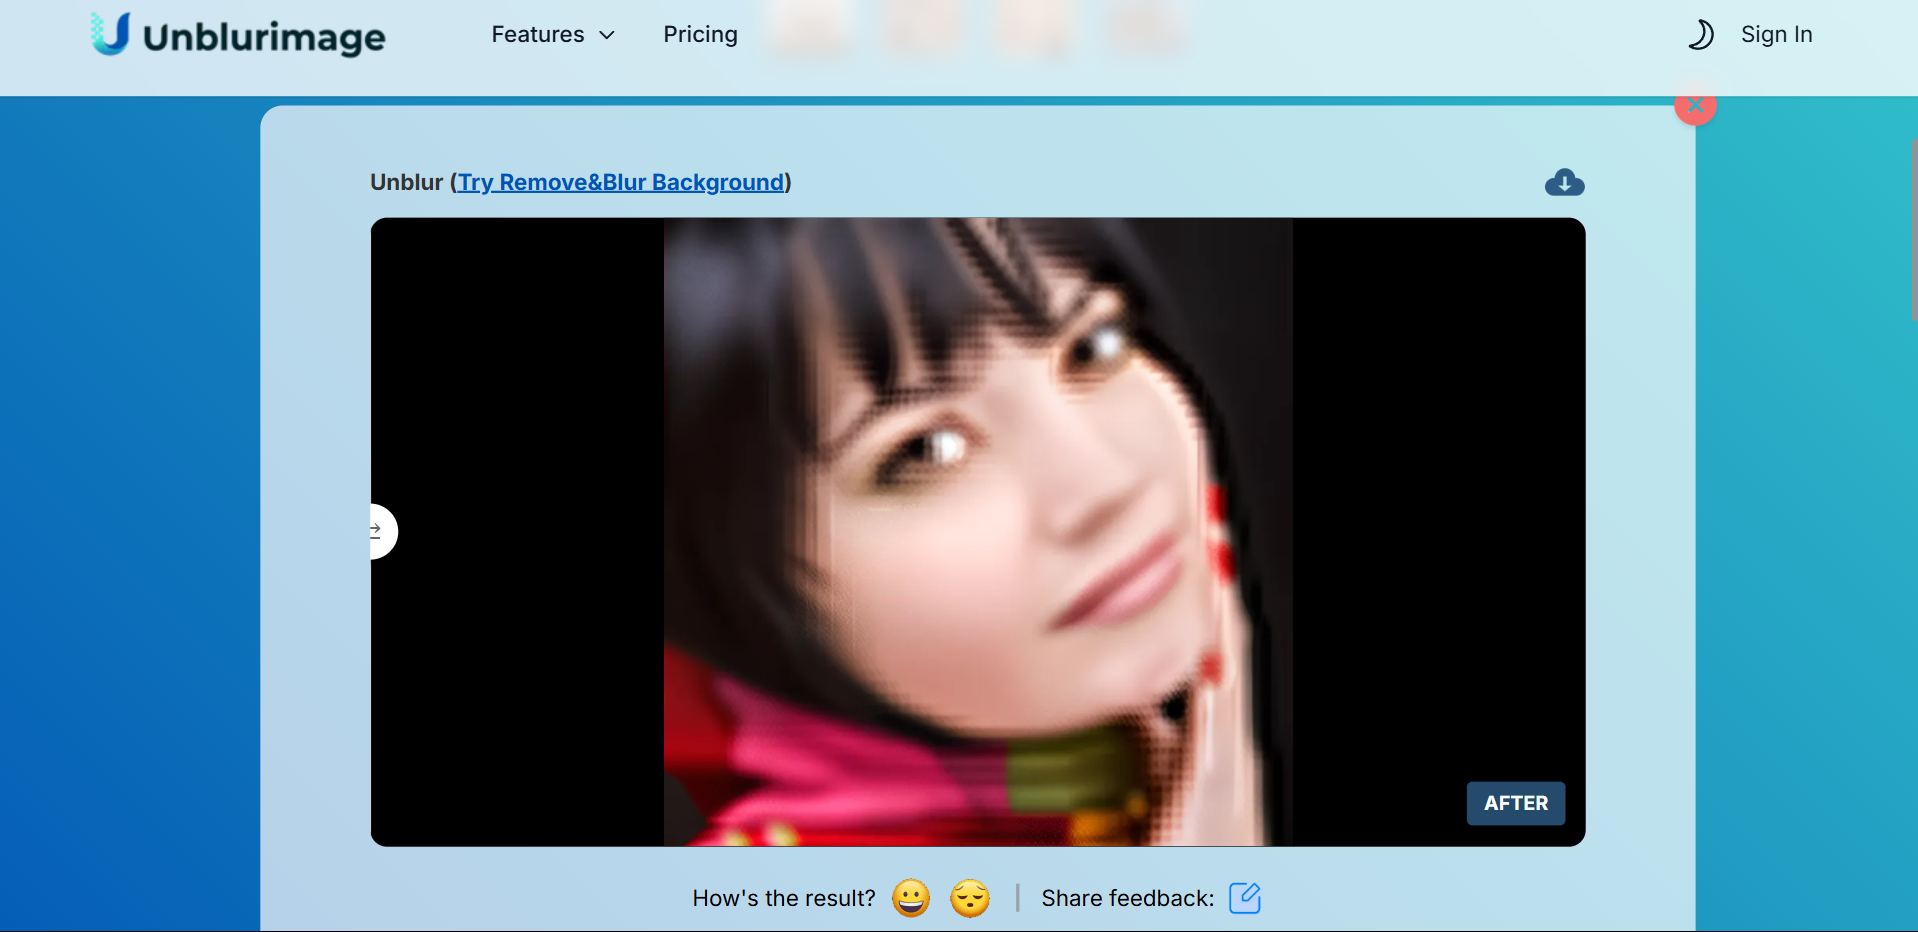 Unblurimage
Features
Pricing
Sign In
Unblur (Try Remove&Blur Background)
AFTER
How's the result?
Share feedback: